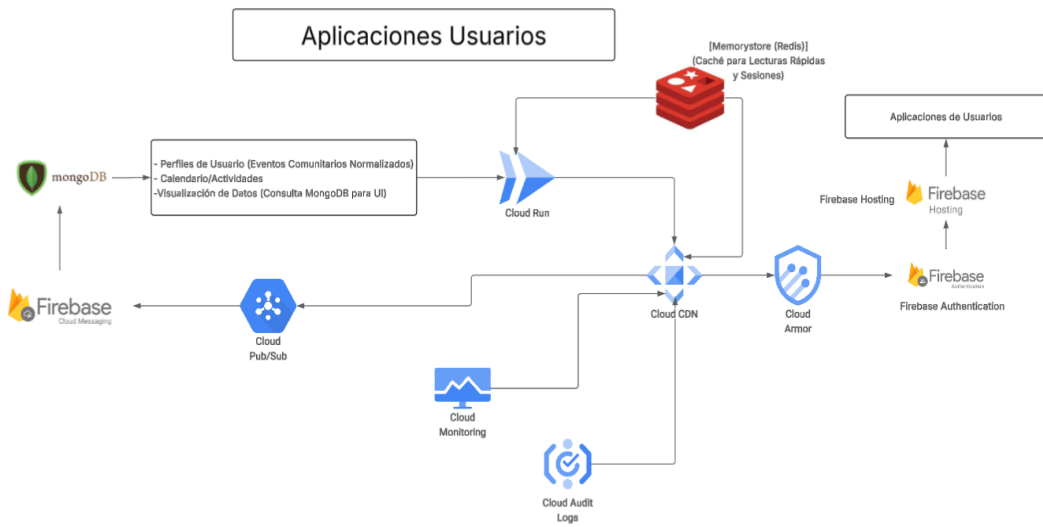 Aplicaciones Usuarios
[Memorystore (Redis)]
(Caché para Lecturas Rápidas
y Sesiones)
Aplicaciones de Usuarios
mongoDB
- Perfiles de Usuario (Eventos Comunitarios Normalizados)
- Calendario/Actividades
-Visualización de Datos (Consulta MongoDB para UI)
Cloud Run
Firebase Hosting
Firebase
Hosting
Firebase
Cloud Messaging
Cloud
Pub/Sub
Cloud CDN
Cloud
Armor
Firebase
Authentication
Firebase Authentication
Cloud
Monitoring
Cloud Audit
Logs